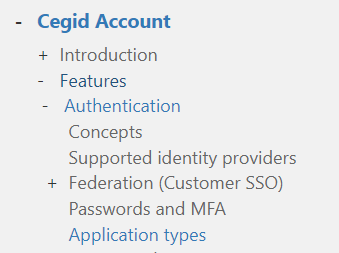 - Cegid Account
+ Introduction
- Features
- Authentication
Concepts
Supported identity providers
+ Federation (Customer SSO)
Passwords and MFA
Application types